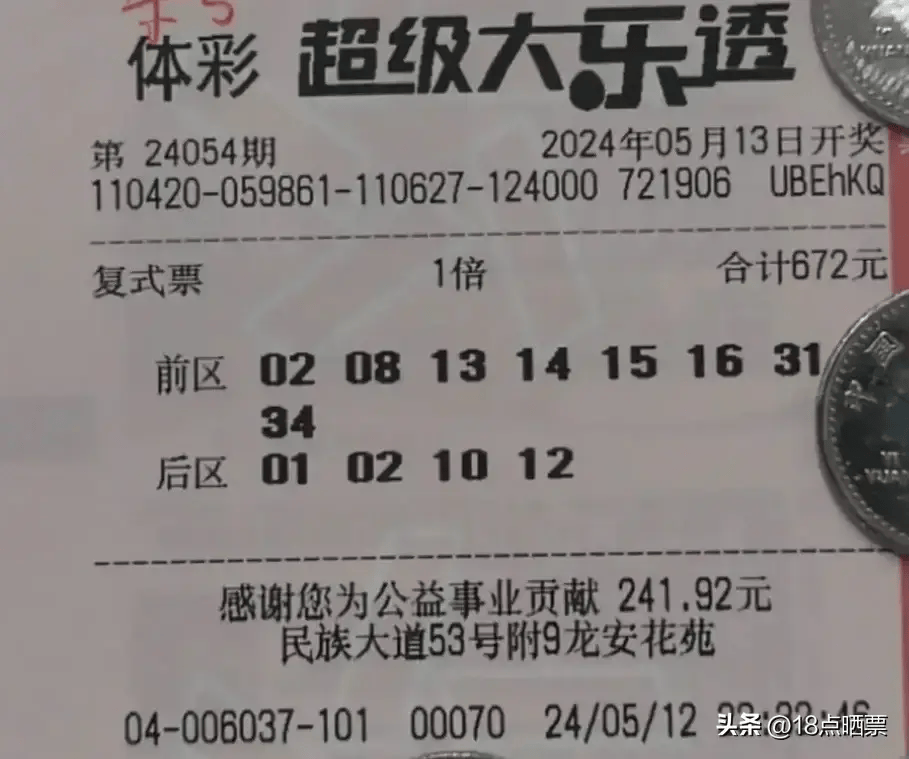 体彩 超级大乐透
第 24054期 2024年05月13日开奖
110420-059861-110627-124000 721906 UBEhKQ
复式票 1倍 合计672元
前区 02 08 13 14 15 16 31
34
后区 01 02 10 12
感谢您为公益事业贡献 241.92元
民族大道53号附9龙安花苑
04-006037-101 00070 24/05/12
头条 @18点晒票
YUAN
YUAN